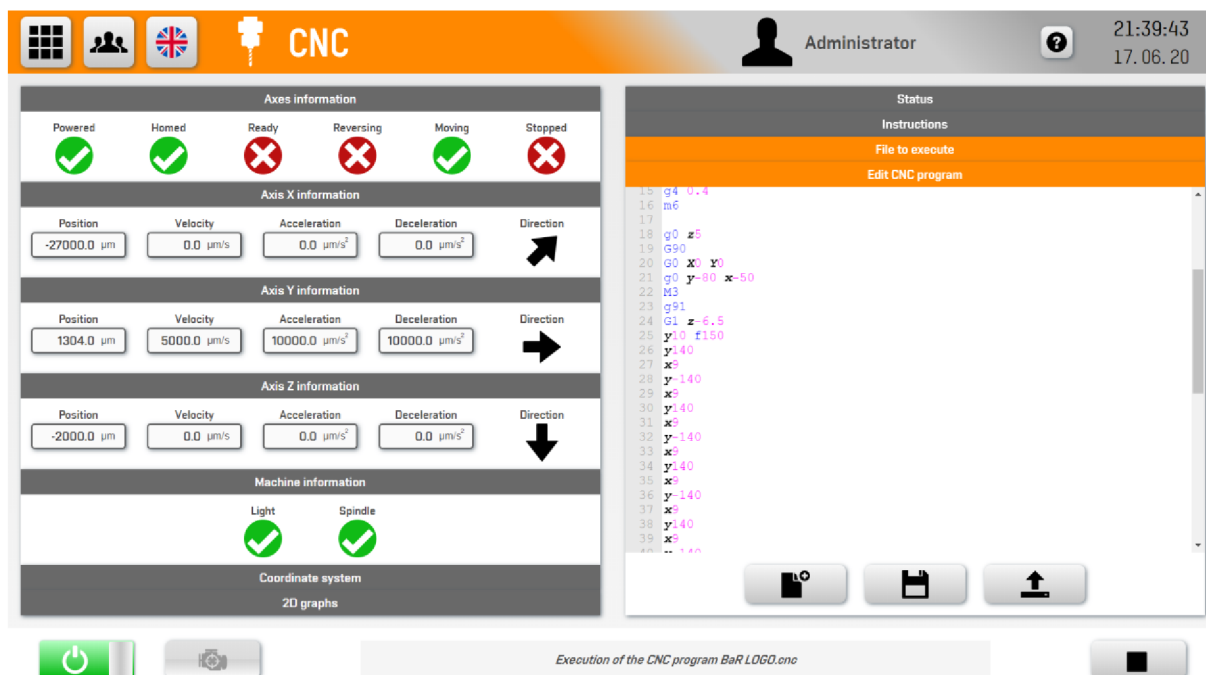 CNC
Administrator
21:39:43
17. 06. 20
Axes information
Powered Homed Ready Reversing Moving Stopped
Axis X information
Position Velocity Acceleration Deceleration Direction
-27000.0 µm 0.0 µm/s 0.0 µm/s² 0.0 µm/s²
Axis Y information
Position Velocity Acceleration Deceleration Direction
1304.0 µm 5000.0 µm/s 10000.0 µm/s² 10000.0 µm/s²
Axis Z information
Position Velocity Acceleration Deceleration Direction
-2000.0 µm 0.0 µm/s 0.0 µm/s² 0.0 µm/s²
Machine information
Light Spindle
Coordinate system
2D graphs
Status
Instructions
File to execute
Edit CNC program
15 g4 0.4
16 m6
17
18 g0 z5
19 G90
20 G0 X0 Y0
21 g0 y-80 x-50
22 M3
23 g91
24 G1 z-6.5
25 y10 f150
26 y140
27 x9
28 y-140
29 x9
30 y140
31 x9
32 y-140
33 x9
34 y140
35 x9
36 y-140
37 x9
38 y140
39 x9
Execution of the CNC program BaR LOGO.cnc